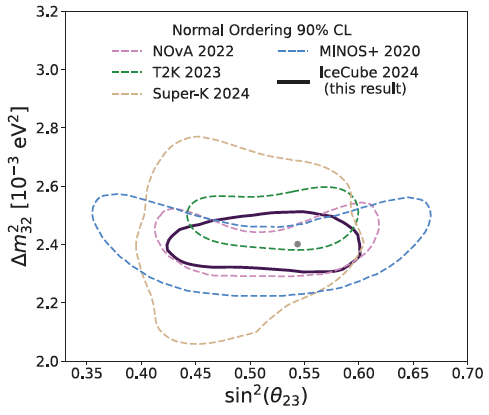 Normal Ordering 90% CL
NOvA 2022
T2K 2023
Super-K 2024
MINOS+ 2020
IceCube 2024
(this result)
Δm²₃₂ [10⁻³ eV²]
3.2
3.0
2.8
2.6
2.4
2.2
2.0
0.35 0.40 0.45 0.50 0.55 0.60 0.65 0.70
sin²(θ₂₃)